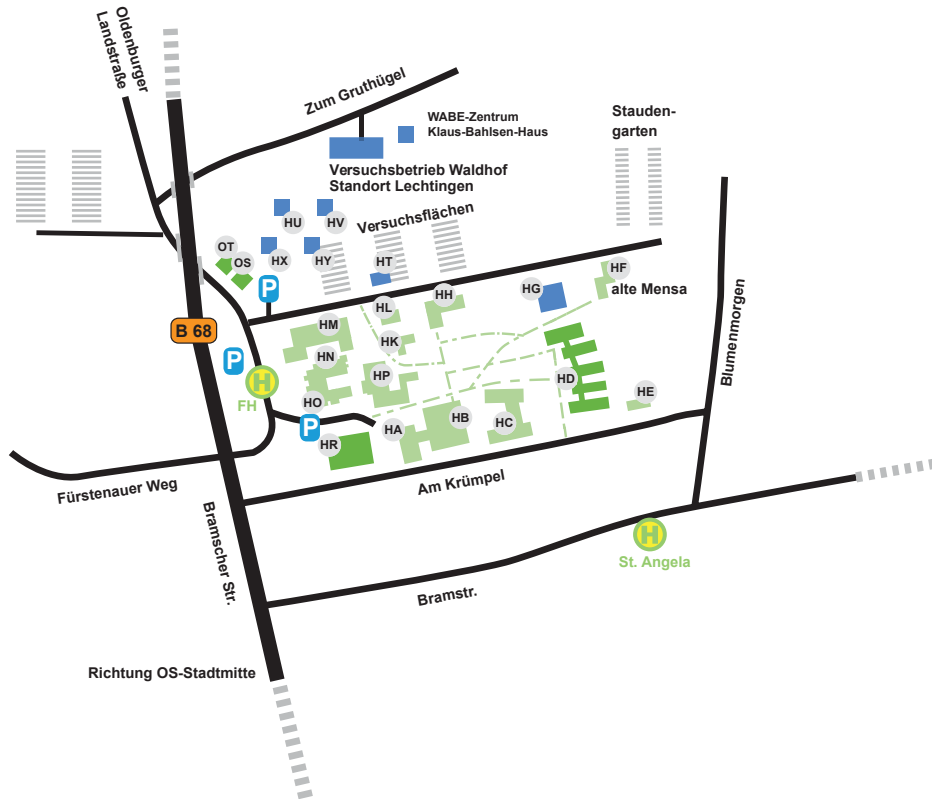 Oldenburger
Landstraße
Zum Gruthügel
WABE-Zentrum
Klaus-Bahlsen-Haus
Stauden-
garten
Versuchsbetrieb Waldhof
Standort Lechtingen
HU
HV
Versuchsflächen
OT
OS
HX
HY
HT
P
HG
HF
alte Mensa
HH
HL
HM
B 68
HK
P
HN
HP
H
FH
HD
HE
Blumenmorgen
HO
P
HR
HA
HB
HC
Fürstenauer Weg
Am Krümpel
Bramscher Str.
H
St. Angela
Bramstr.
Richtung OS-Stadtmitte